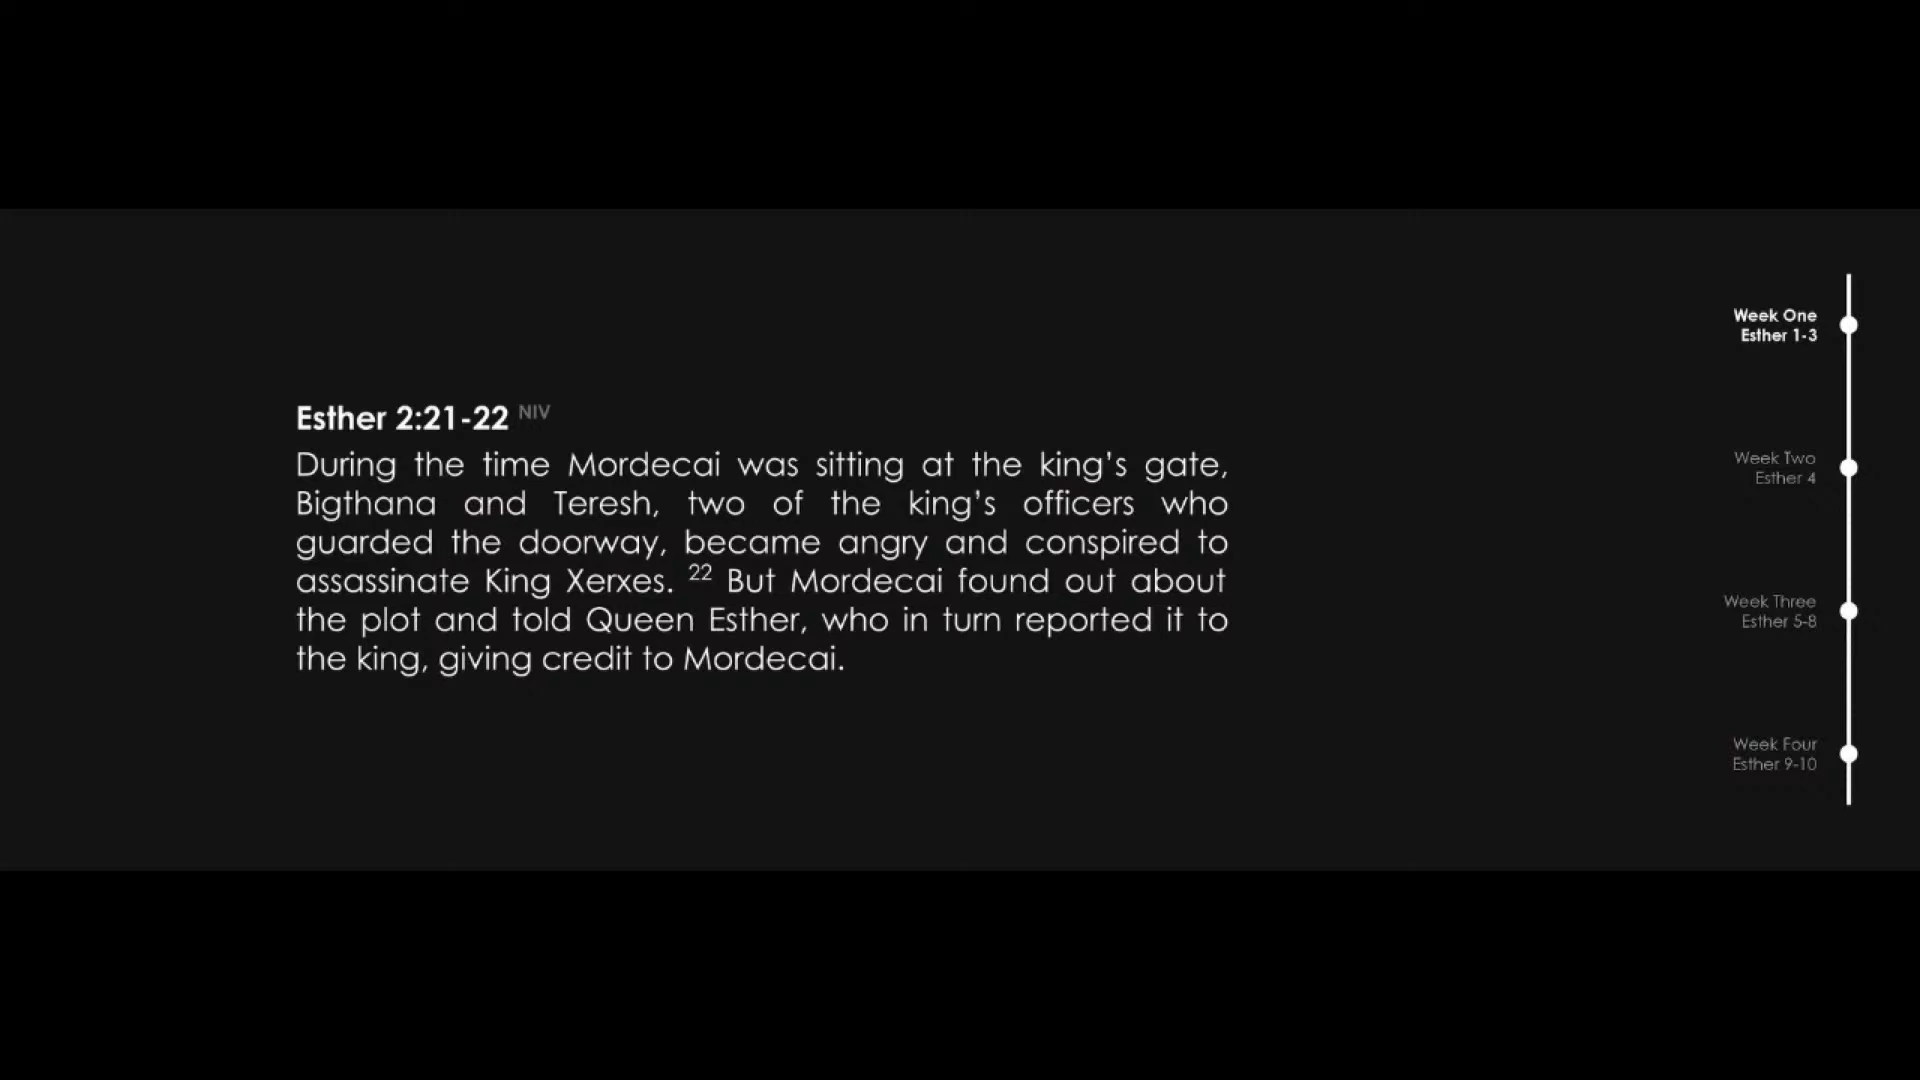 Esther 2:21-22 NIV
During the time Mordecai was sitting at the king’s gate,
Bigthana and Teresh, two of the king’s officers who
guarded the doorway, became angry and conspired to
assassinate King Xerxes. 22 But Mordecai found out about
the plot and told Queen Esther, who in turn reported it to
the king, giving credit to Mordecai.
Week One
Esther 1-3
Week Two
Esther 4
Week Three
Esther 5-8
Week Four
Esther 9-10